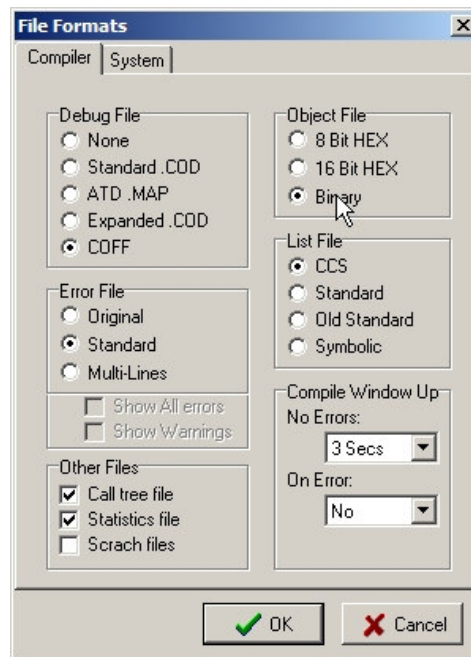 File Formats
Compiler
System
Debug File
None
Standard .COD
ATD .MAP
Expanded .COD
COFF
Error File
Original
Standard
Multi-Lines
Show All errors
Show Warnings
Other Files
Call tree file
Statistics file
Scrach files
Object File
8 Bit HEX
16 Bit HEX
Binary
List File
CCS
Standard
Old Standard
Symbolic
Compile Window Up
No Errors:
3 Secs
On Error:
No
OK
Cancel